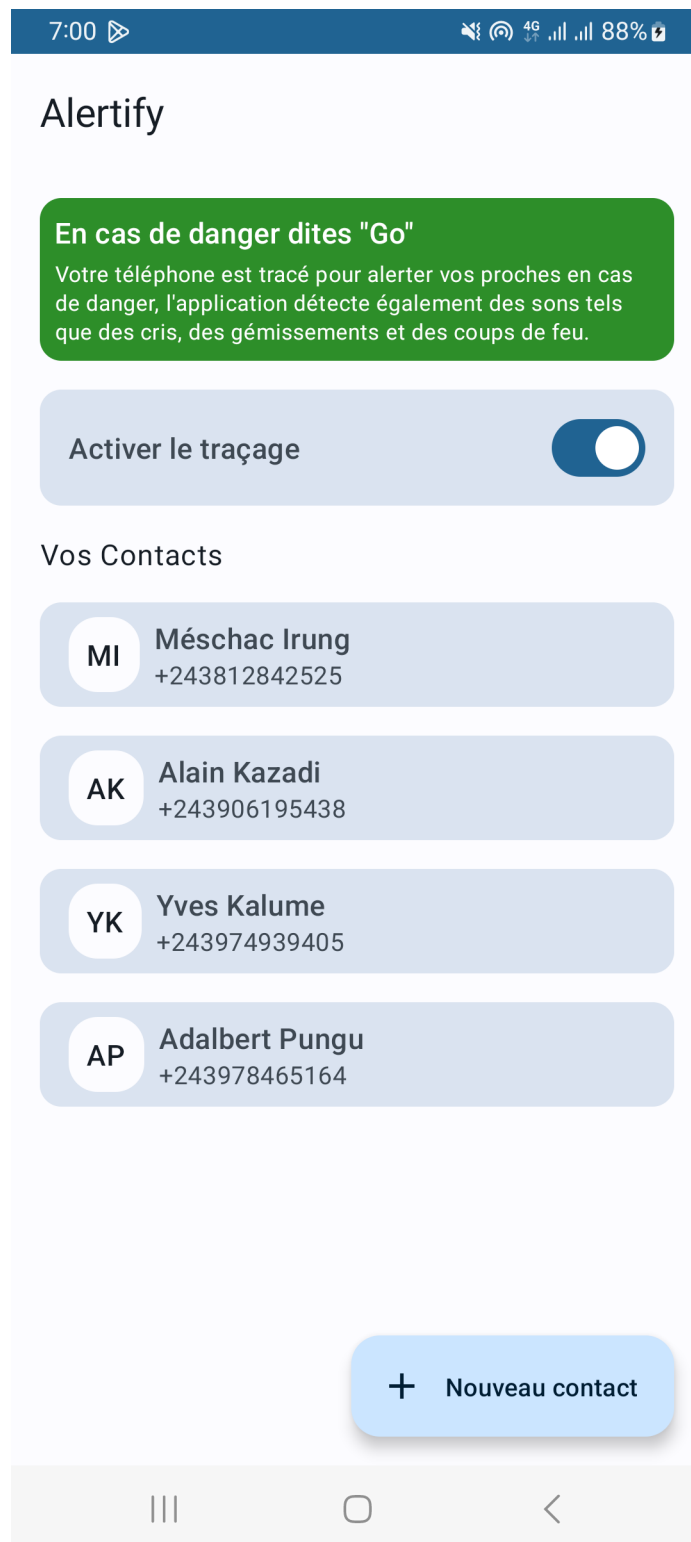 7:00
4G
88%
Alertify
En cas de danger dites "Go"
Votre téléphone est tracé pour alerter vos proches en cas
de danger, l'application détecte également des sons tels
que des cris, des gémissements et des coups de feu.
Activer le traçage
Vos Contacts
MI
Méschac Irung
+243812842525
AK
Alain Kazadi
+243906195438
YK
Yves Kalume
+243974939405
AP
Adalbert Pungu
+243978465164
+ Nouveau contact